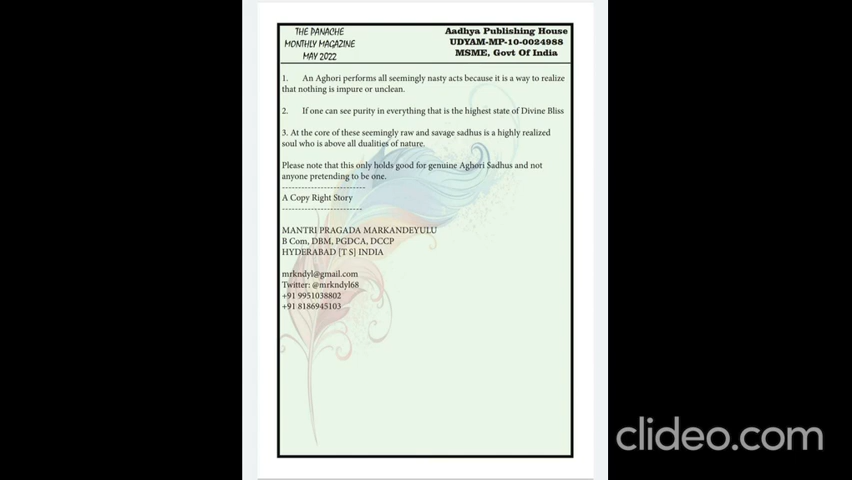 THE PANACHE
MONTHLY MAGAZINE
MAY 2022
Aadhya Publishing House
UDYAM-MP-10-0024988
MSME, Govt Of India
1. An Aghori performs all seemingly nasty acts because it is a way to realize
that nothing is impure or unclean.
2. If one can see purity in everything that is the highest state of Divine Bliss
3. At the core of these seemingly raw and savage sadhus is a highly realized
soul who is above all dualities of nature.
Please note that this only holds good for genuine Aghori Sadhus and not
anyone pretending to be one.
--------------------------
A Copy Right Story
-------------------------
MANTRI PRAGADA MARKANDEYULU
B Com, DBM, PGDCA, DCCP
HYDERABAD [T S] INDIA
mrkndyl@gmail.com
Twitter: @mrkndyl68
+91 9951038802
+91 8186945103
clideo.com